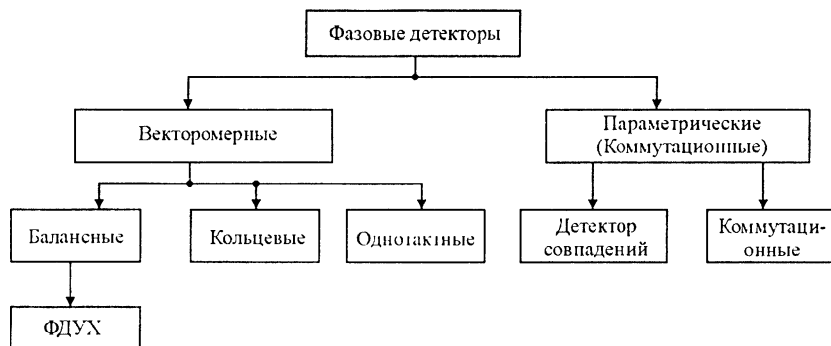 Фазовые детекторы
Векторомерные
Параметрические
(Коммутационные)
Балансные
Кольцевые
Однотактные
Детектор
совпадений
Коммутаци-
онные
ФДУХ